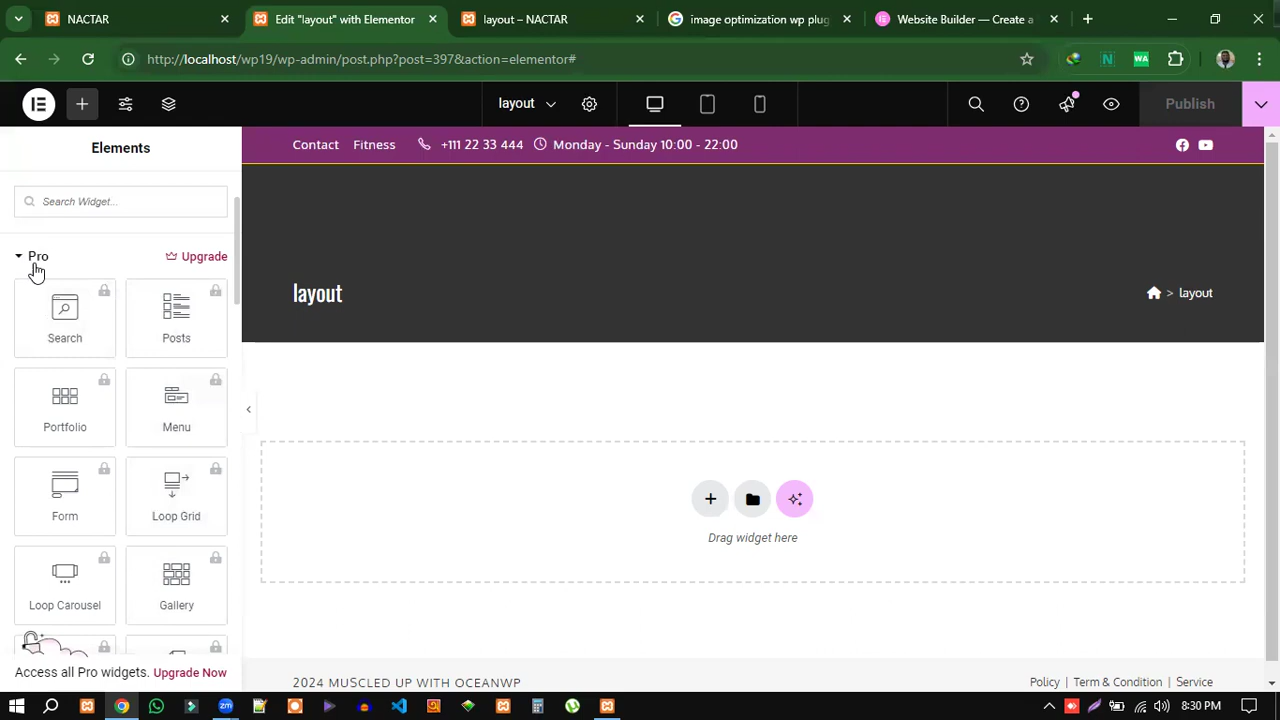 NACTAR
Edit "layout" with Elementor
layout – NACTAR
image optimization wp plug
Website Builder — Create a
http://localhost/wp19/wp-admin/post.php?post=397&action=elementor#
N
WA
layout
Publish
Elements
Search Widget...
Pro
Upgrade
Search
Posts
Portfolio
Menu
Form
Loop Grid
Loop Carousel
Gallery
Access all Pro widgets. Upgrade Now
Contact Fitness +111 22 33 444 Monday - Sunday 10:00 - 22:00
layout
> layout
Drag widget here
2024 MUSCLED UP WITH OCEANWP
Policy | Term & Condition | Service
8:30 PM